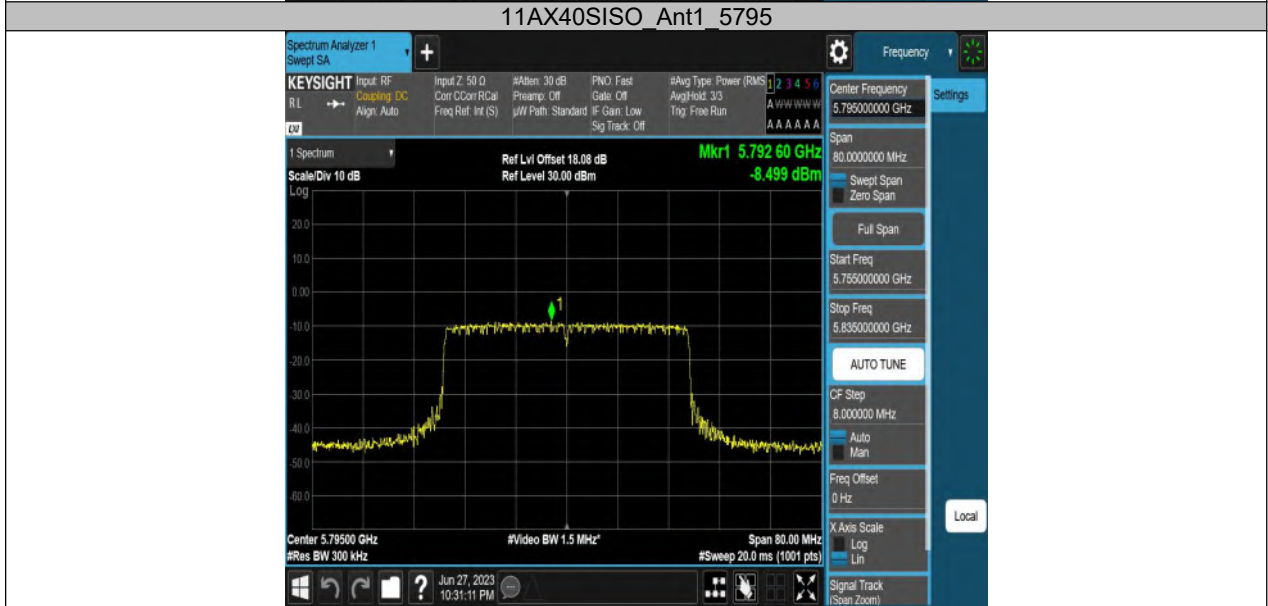 11AX40SISO_Ant1_5795
Spectrum Analyzer 1
Swept SA
+
Frequency
KEYSIGHT
RL
Input: RF
Coupling: DC
Align: Auto
Input Z: 50 Ω
Corr CCorr RCal
Freq Ref: Int (S)
#Atten: 30 dB
Preamp: Off
µW Path: Standard
PNO: Fast
Gate: Off
IF Gain: Low
Sig Track: Off
#Avg Type: Power (RMS
Avg|Hold: 3/3
Trig: Free Run
1 2 3 4 5 6
A W W W W W
A A A A A A
1 Spectrum
Scale/Div 10 dB
Ref Lvl Offset 18.08 dB
Ref Level 30.00 dBm
Mkr1 5.792 60 GHz
-8.499 dBm
Log
20.0
10.0
0.00
-10.0
-20.0
-30.0
-40.0
-50.0
-60.0
1
Center 5.79500 GHz
#Res BW 300 kHz
#Video BW 1.5 MHz*
Span 80.00 MHz
#Sweep 20.0 ms (1001 pts)
?
Jun 27, 2023
10:31:11 PM
Center Frequency
5.795000000 GHz
Settings
Span
80.0000000 MHz
Swept Span
Zero Span
Full Span
Start Freq
5.755000000 GHz
Stop Freq
5.835000000 GHz
AUTO TUNE
CF Step
8.000000 MHz
Auto
Man
Freq Offset
0 Hz
X Axis Scale
Log
Lin
Local
Signal Track
(Span Zoom)